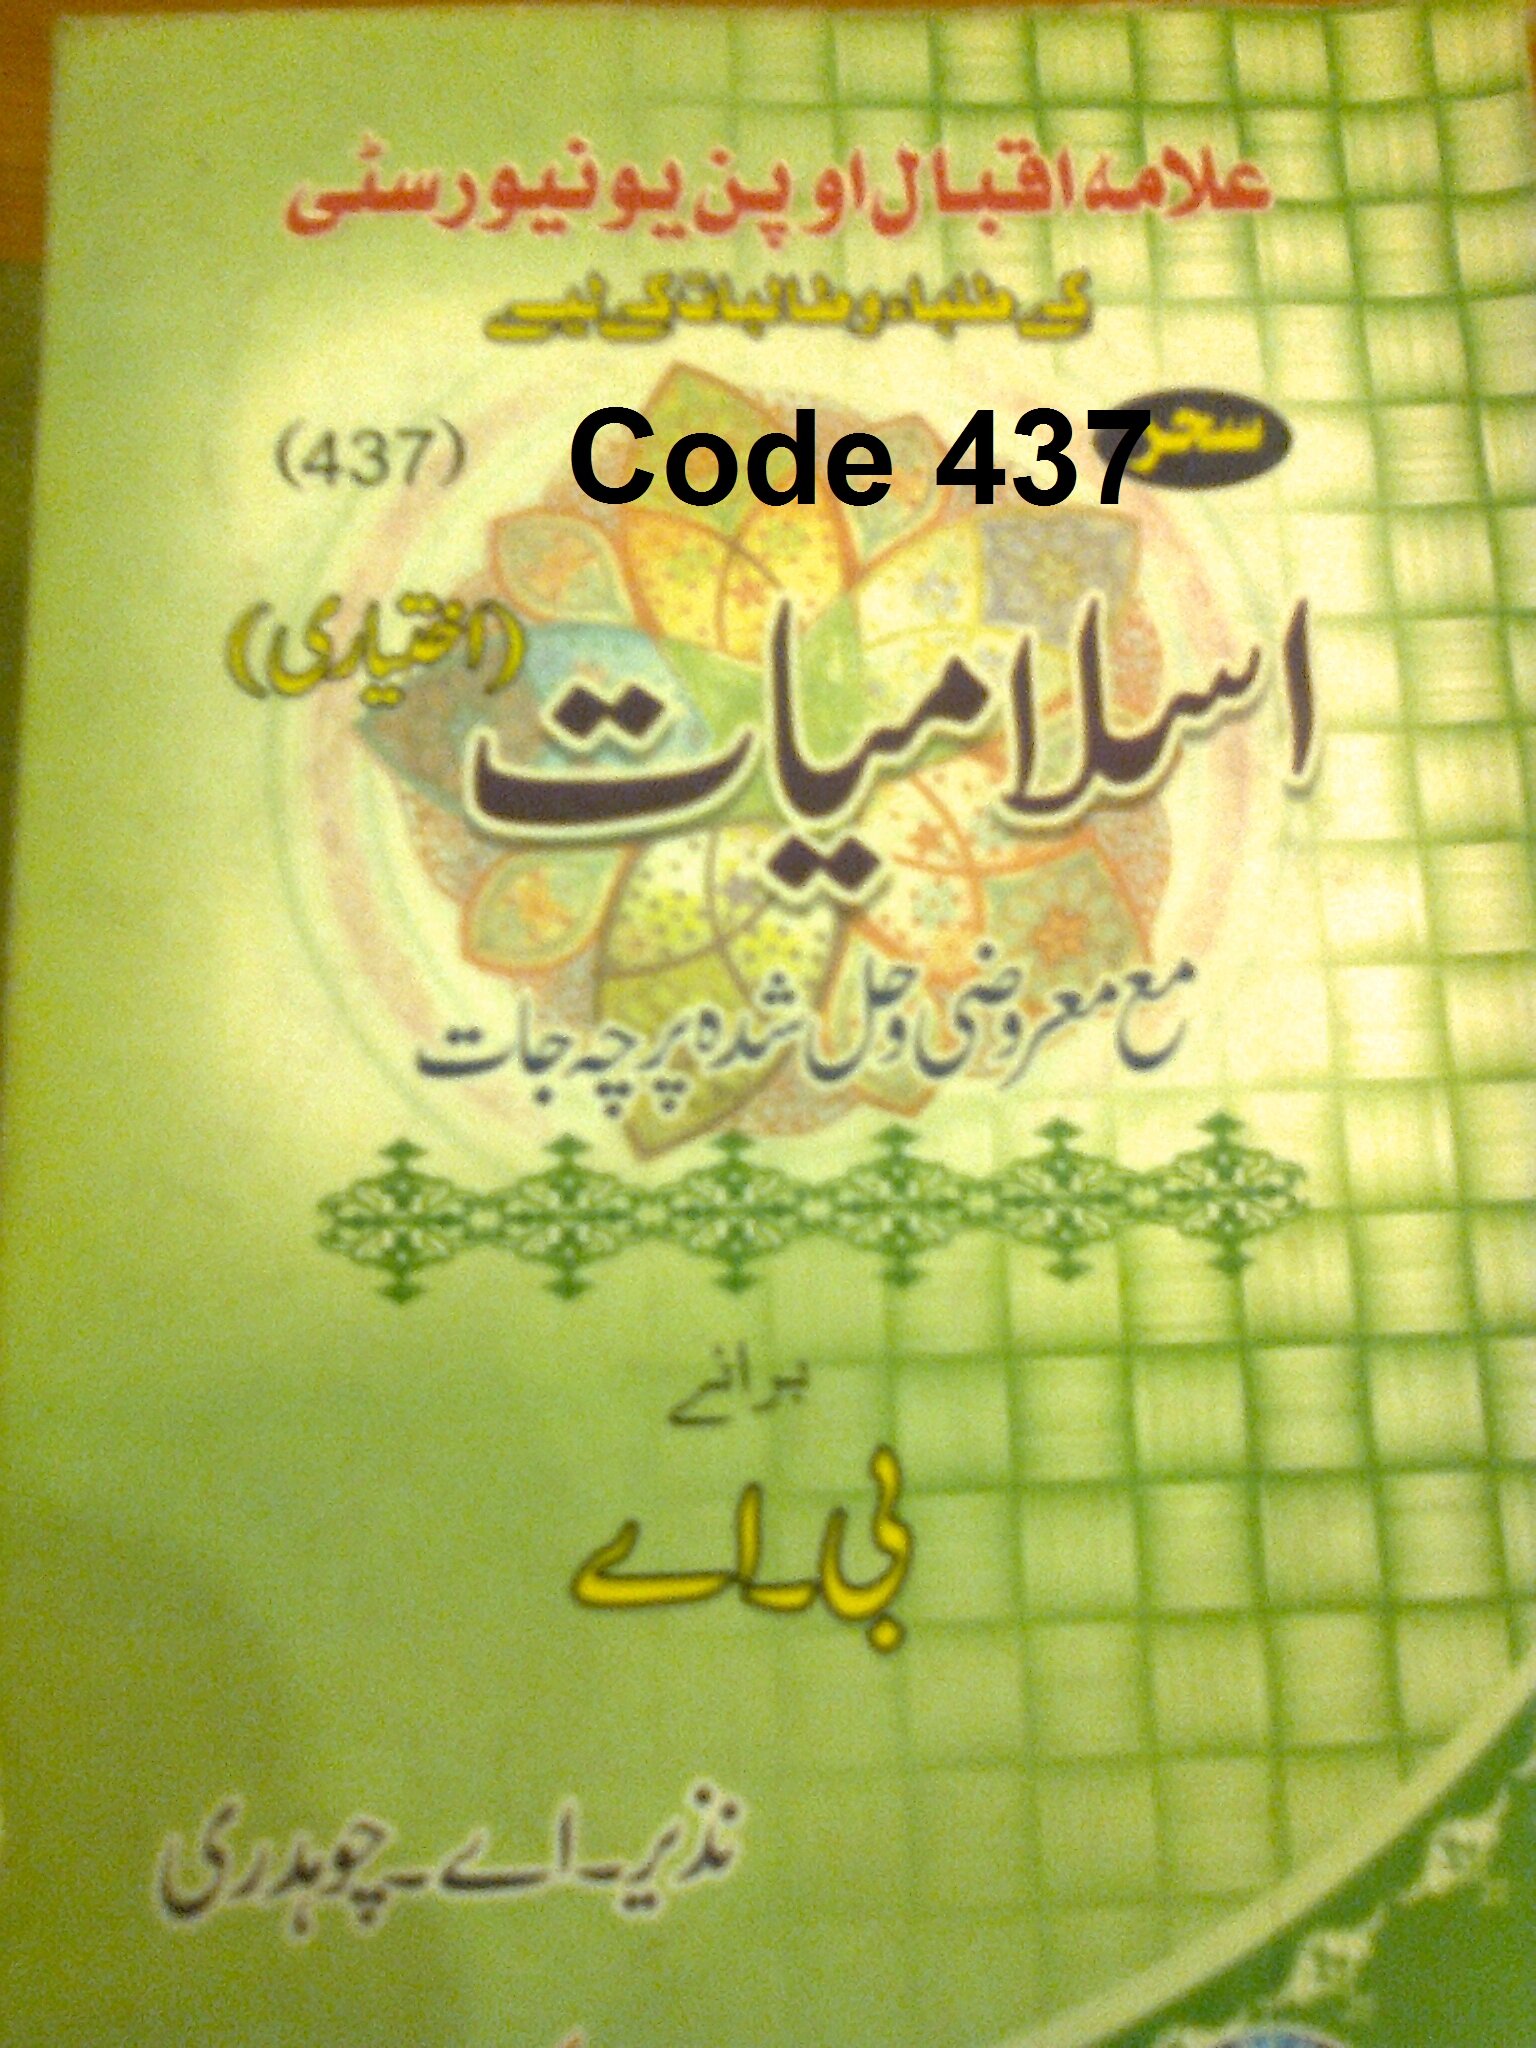 علامہ اقبال اوپن یونیورسٹی
کے طلباء و طالبات کے لیے
سحر
Code 437
(437)
اسلامیات
(اختیاری)
مع معروضی و حل شدہ پرچہ جات
برائے
بی۔اے
نذیر۔اے۔چوہدری